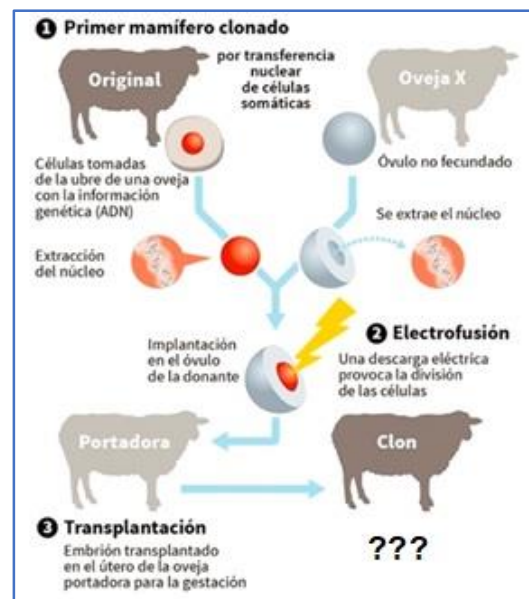 1 Primer mamífero clonado
por transferencia
nuclear
de células
somáticas
Original
Oveja X
Células tomadas
de la ubre de una oveja
con la información
genética (ADN)
Óvulo no fecundado
Se extrae el núcleo
Extracción
del núcleo
Implantación
en el óvulo
de la donante
2 Electrofusión
Una descarga eléctrica
provoca la división
de las células
Portadora
Clon
3 Transplantación
Embrión transplantado
en el útero de la oveja
portadora para la gestación
???